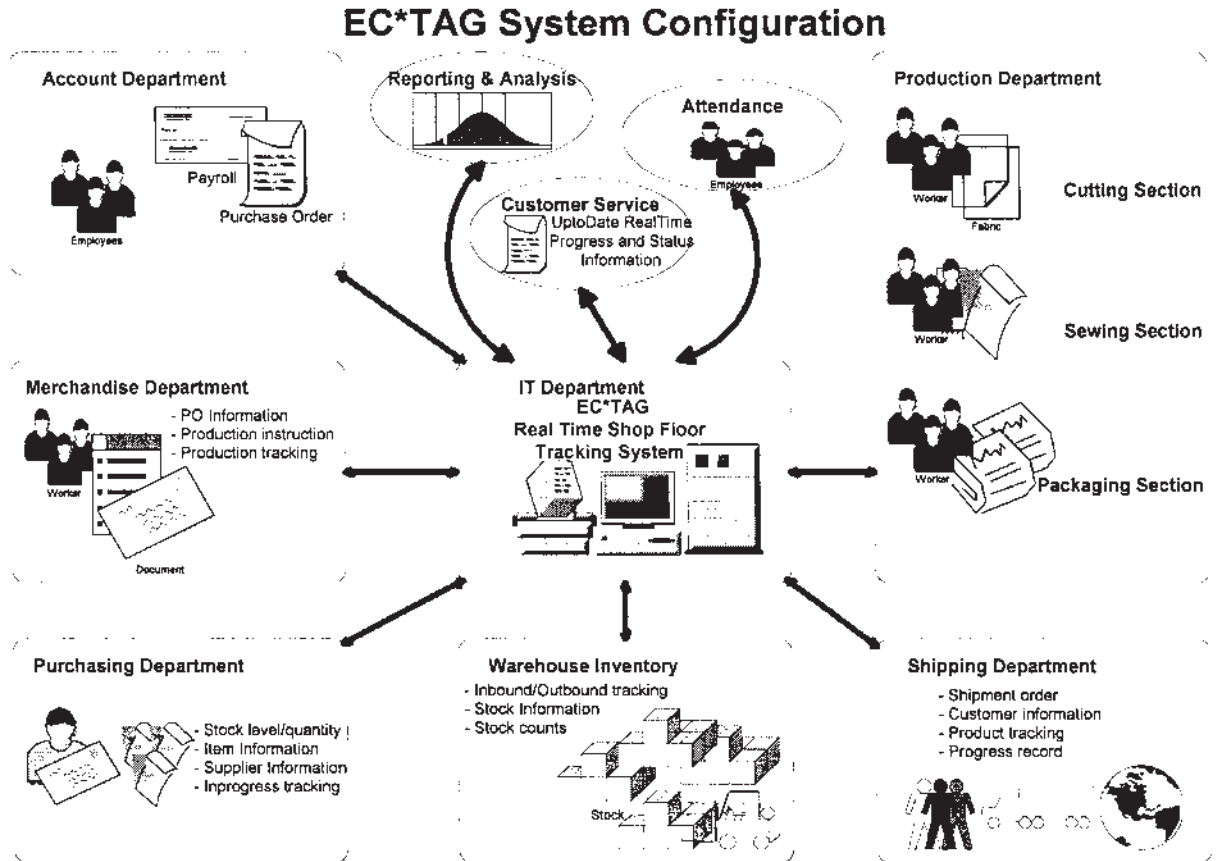 EC*TAG System Configuration
Account Department
Payroll
Purchase Order
Employees
Reporting & Analysis
Attendance
Employees
Customer Service
UptoDate RealTime
Progress and Status
Information
Production Department
Worker
Fabric
Cutting Section
Worker
Sewing Section
Worker
Packaging Section
Merchandise Department
- PO Information
- Production instruction
- Production tracking
Worker
Document
IT Department
EC*TAG
Real Time Shop Floor
Tracking System
Purchasing Department
- Stock level/quantity
- Item Information
- Supplier Information
- Inprogress tracking
Warehouse Inventory
- Inbound/Outbound tracking
- Stock Information
- Stock counts
Stock
Shipping Department
- Shipment order
- Customer information
- Product tracking
- Progress record